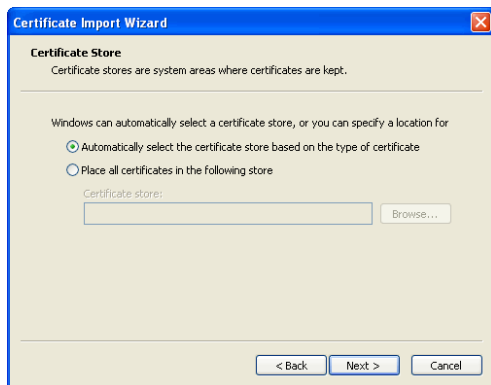 Certificate Import Wizard
Certificate Store
Certificate stores are system areas where certificates are kept.
Windows can automatically select a certificate store, or you can specify a location for
Automatically select the certificate store based on the type of certificate
Place all certificates in the following store
Certificate store:
Browse...
< Back Next > Cancel